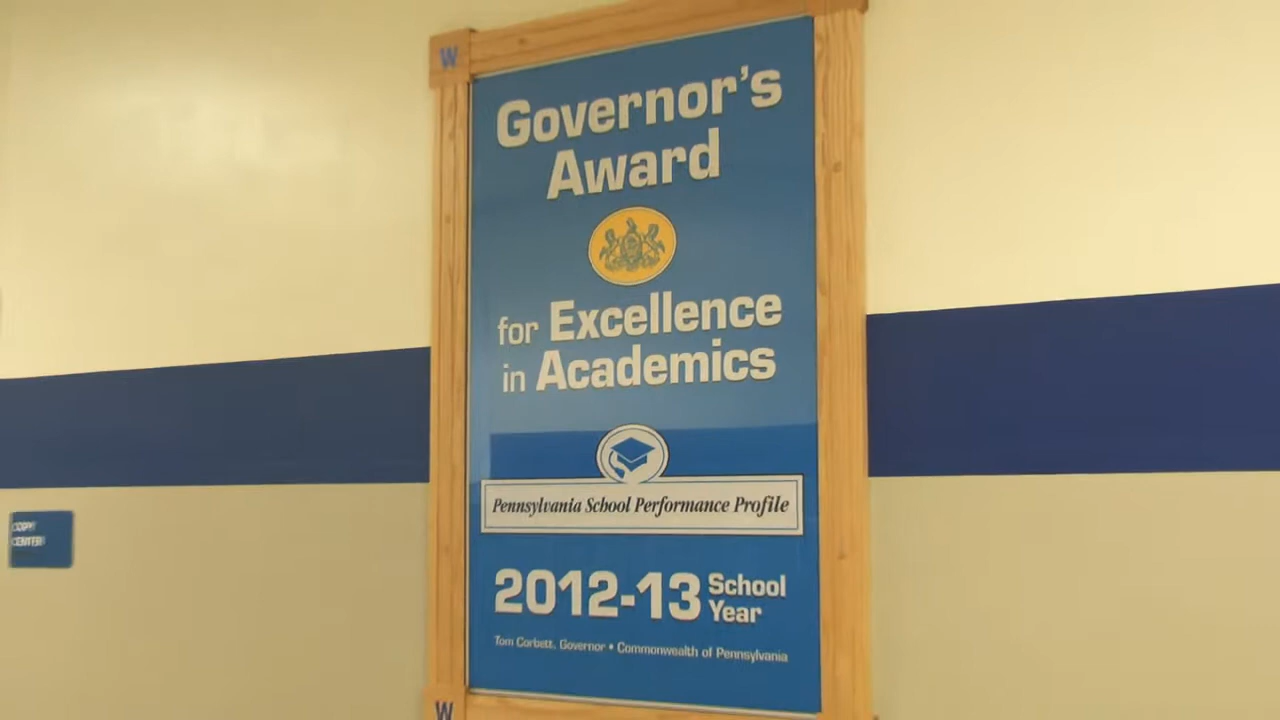 W
Governor's
Award
for Excellence
in Academics
Pennsylvania School Performance Profile
2012-13 School
Year
Tom Corbett, Governor • Commonwealth of Pennsylvania
W
COPY
CENTER